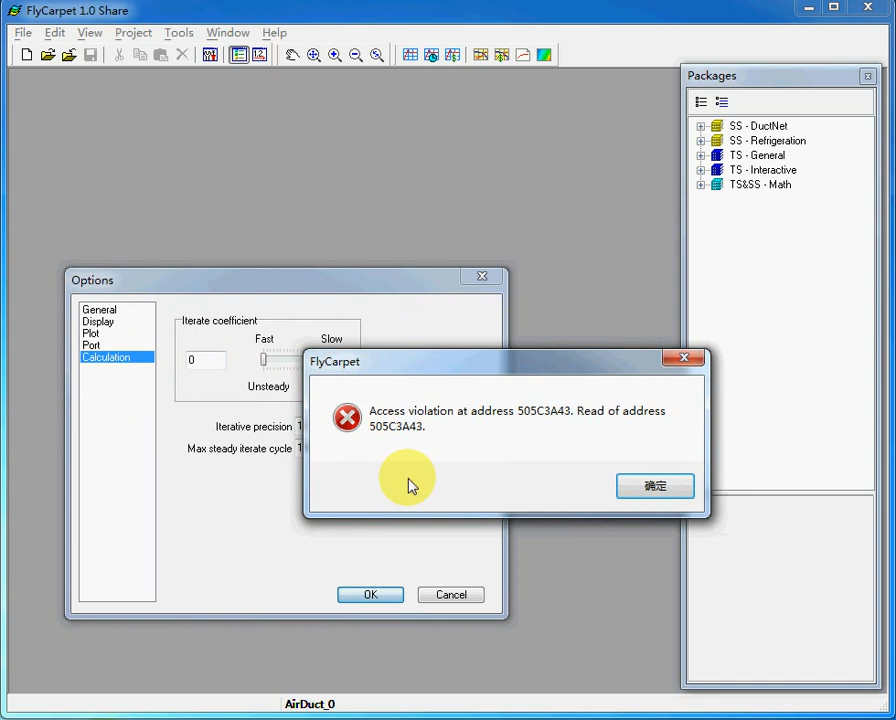 FlyCarpet 1.0 Share
File Edit View Project Tools Window Help
Packages
SS - DuctNet
SS - Refrigeration
TS - General
TS - Interactive
TS&SS - Math
Options
General
Display
Plot
Port
Calculation
Iterate coefficient
Fast Slow
0
Unsteady
Iterative precision 1
Max steady iterate cycle 1
FlyCarpet
Access violation at address 505C3A43. Read of address
505C3A43.
确定
OK Cancel
AirDuct_0